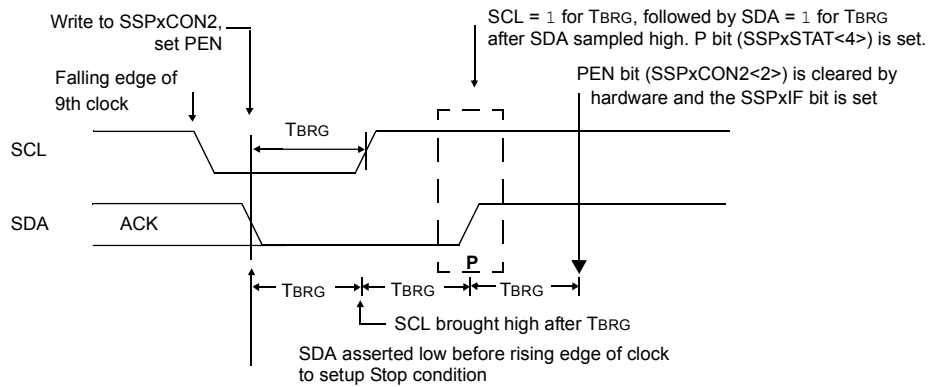 Write to SSPxCON2,
set PEN
SCL = 1 for TBRG, followed by SDA = 1 for TBRG
after SDA sampled high. P bit (SSPxSTAT<4>) is set.
Falling edge of
9th clock
PEN bit (SSPxCON2<2>) is cleared by
hardware and the SSPxIF bit is set
TBRG
SCL
SDA
ACK
P
TBRG
TBRG
TBRG
SCL brought high after TBRG
SDA asserted low before rising edge of clock
to setup Stop condition